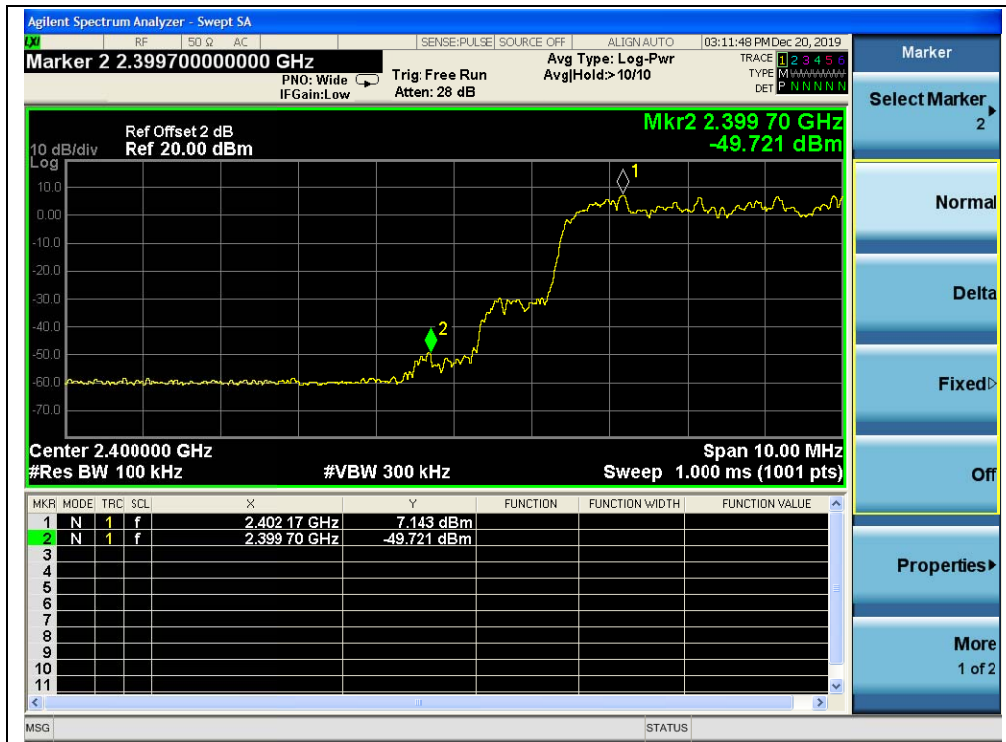 Agilent Spectrum Analyzer - Swept SA
LXI RF 50 Ω AC SENSE:PULSE SOURCE OFF ALIGN AUTO 03:11:48 PM Dec 20, 2019
Marker 2 2.399700000000 GHz
PNO: Wide
IFGain:Low
Trig: Free Run
Atten: 28 dB
Avg Type: Log-Pwr
Avg|Hold:>10/10
TRACE 1 2 3 4 5 6
TYPE M
DET P N N N N N
Mkr2 2.399 70 GHz
-49.721 dBm
Ref Offset 2 dB
10 dB/div Ref 20.00 dBm
Log
10.0
0.00
-10.0
-20.0
-30.0
-40.0
-50.0
-60.0
-70.0
1
2
Center 2.400000 GHz Span 10.00 MHz
#Res BW 100 kHz #VBW 300 kHz Sweep 1.000 ms (1001 pts)
MKR MODE TRC SCL X Y FUNCTION FUNCTION WIDTH FUNCTION VALUE
1 N 1 f 2.402 17 GHz 7.143 dBm
2 N 1 f 2.399 70 GHz -49.721 dBm
3
4
5
6
7
8
9
10
11
MSG STATUS
Marker
Select Marker
2
Normal
Delta
Fixed
Off
Properties
More
1 of 2